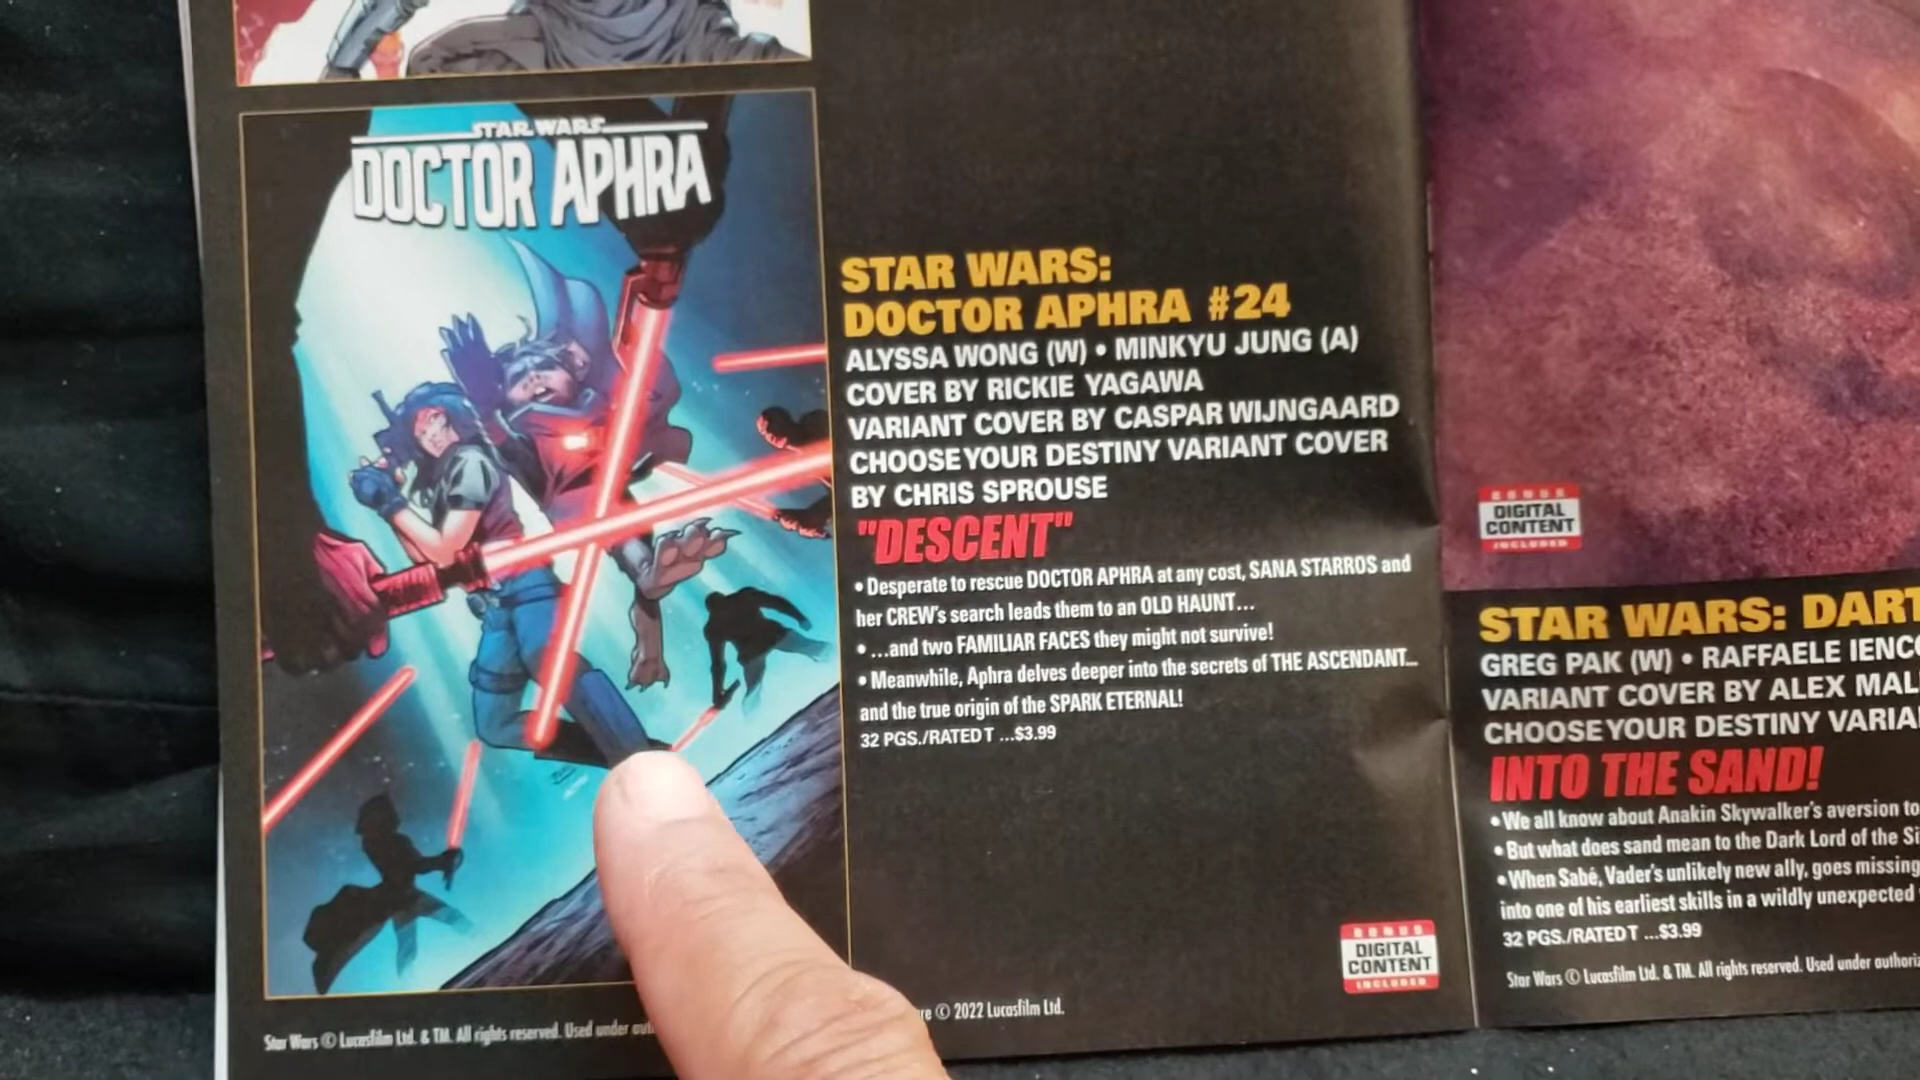 STAR WARS
DOCTOR APHRA
STAR WARS:
DOCTOR APHRA #24
ALYSSA WONG (W) • MINKYU JUNG (A)
COVER BY RICKIE YAGAWA
VARIANT COVER BY CASPAR WIJNGAARD
CHOOSE YOUR DESTINY VARIANT COVER
BY CHRIS SPROUSE
"DESCENT"
• Desperate to rescue DOCTOR APHRA at any cost, SANA STARROS and
her CREW's search leads them to an OLD HAUNT...
• ...and two FAMILIAR FACES they might not survive!
• Meanwhile, Aphra delves deeper into the secrets of THE ASCENDANT...
and the true origin of the SPARK ETERNAL!
32 PGS./RATED T ...$3.99
BONUS
DIGITAL
CONTENT
INCLUDED
Star Wars © Lucasfilm Ltd. & TM. All rights reserved. Used under
© 2022 Lucasfilm Ltd.
BONUS
DIGITAL
CONTENT
INCLUDED
STAR WARS: DART
GREG PAK (W) • RAFFAELE IENCO
VARIANT COVER BY ALEX MAL
CHOOSE YOUR DESTINY VARIA
INTO THE SAND!
• We all know about Anakin Skywalker's aversion to
• But what does sand mean to the Dark Lord of the Si
• When Sabé, Vader's unlikely new ally, goes missing
into one of his earliest skills in a wildly unexpected
32 PGS./RATED T ...$3.99
Star Wars © Lucasfilm Ltd. & TM. All rights reserved. Used under